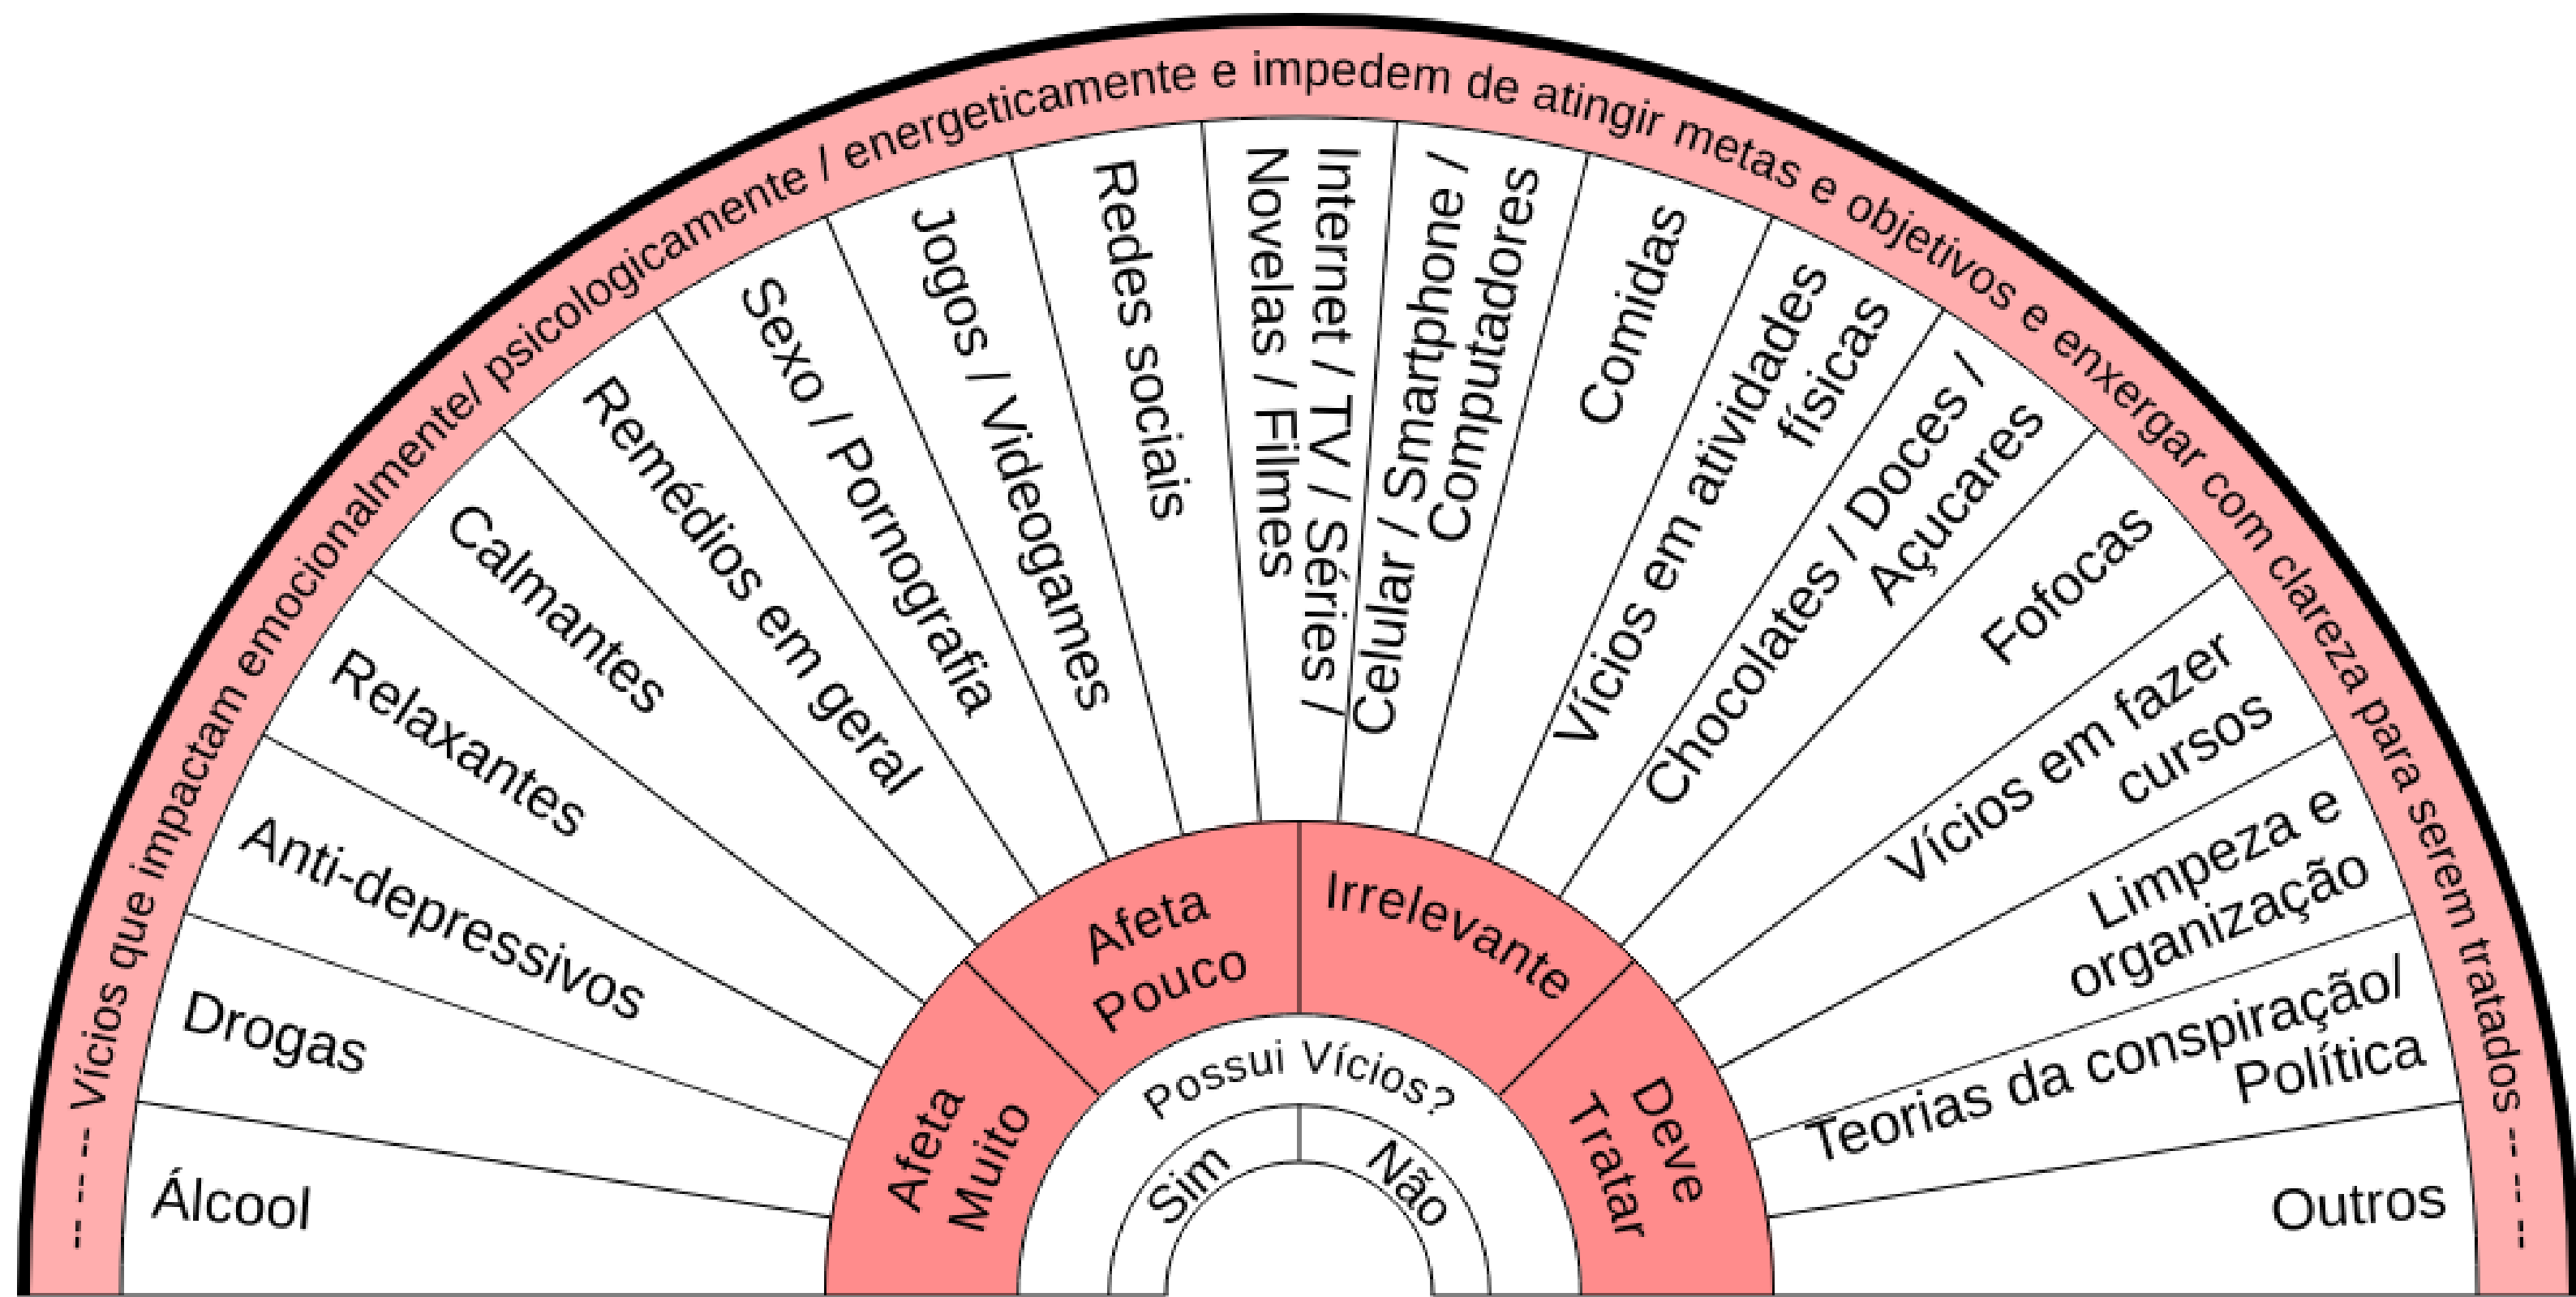 -- -- -- Vícios que impactam emocionalmente/ psicologicamente / energeticamente e impedem de atingir metas e objetivos e enxergar com clareza para serem tratados -- -- --
Álcool
Drogas
Anti-depressivos
Relaxantes
Calmantes
Remédios em geral
Sexo / Pornografia
Jogos / Videogames
Redes sociais
Internet / TV / Séries /
Novelas / Filmes
Celular / Smartphone /
Computadores
Comidas
Vícios em atividades
físicas
Chocolates / Doces /
Açucares
Fofocas
Vícios em fazer
cursos
Limpeza e
organização
Teorias da conspiração/
Política
Outros
Afeta
Muito
Afeta
Pouco
Irrelevante
Deve
Tratar
Possui Vícios?
Sim
Não